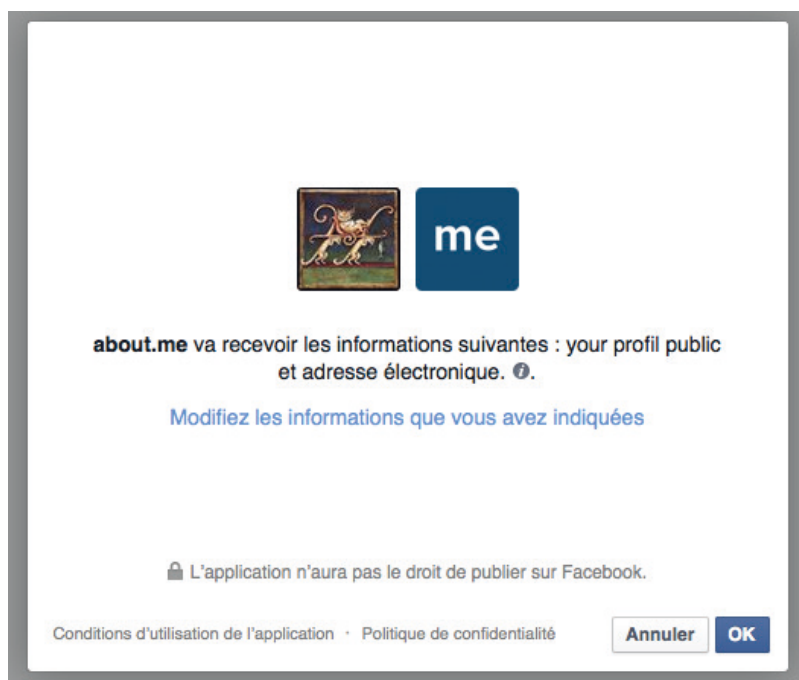 me
about.me va recevoir les informations suivantes : your profil public
et adresse électronique. i.
Modifiez les informations que vous avez indiquées
L'application n'aura pas le droit de publier sur Facebook.
Conditions d'utilisation de l'application · Politique de confidentialité Annuler OK